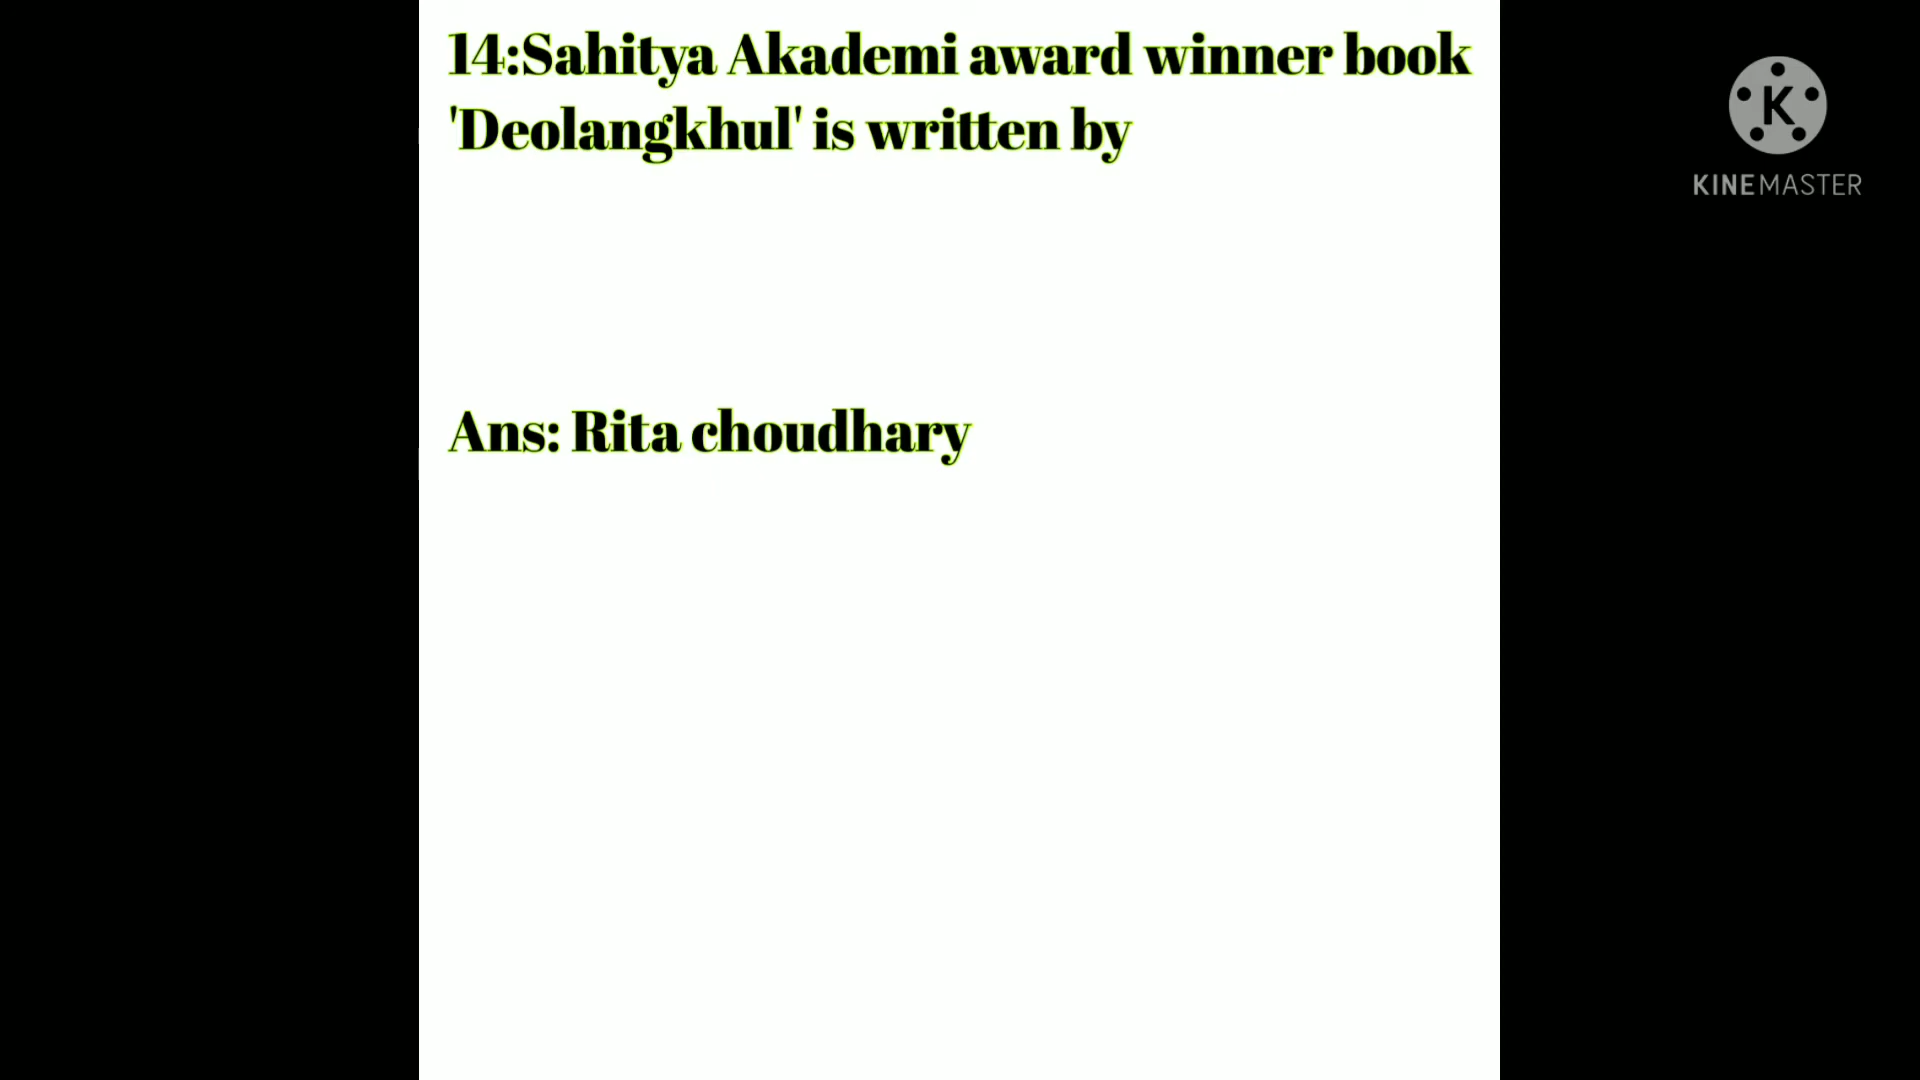 14:Sahitya Akademi award winner book
'Deolangkhul' is written by
Ans: Rita choudhary
K
KINEMASTER